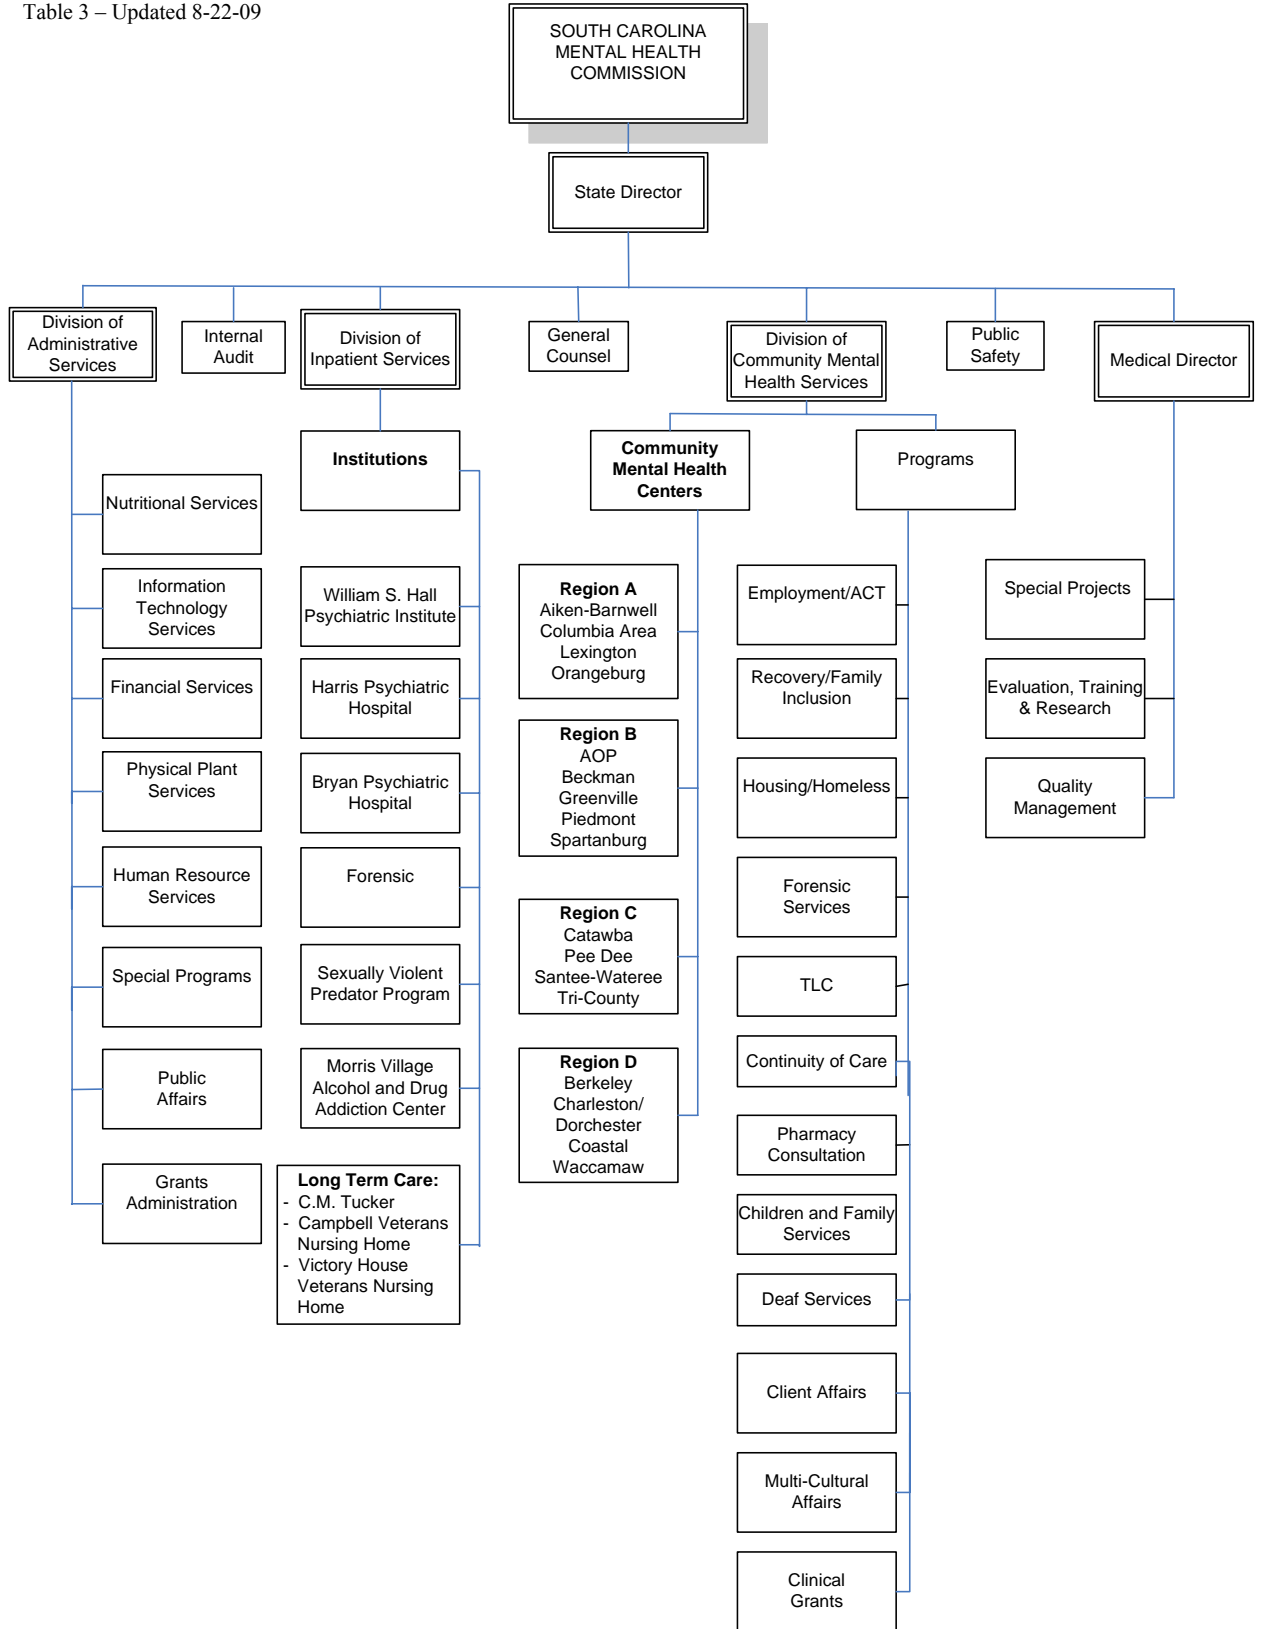 Table 3 – Updated 8-22-09
SOUTH CAROLINA
MENTAL HEALTH
COMMISSION
State Director
Division of
Administrative
Services
Internal
Audit
Division of
Inpatient Services
General
Counsel
Division of
Community Mental
Health Services
Public
Safety
Medical Director
Nutritional Services
Information
Technology
Services
Financial Services
Physical Plant
Services
Human Resource
Services
Special Programs
Public
Affairs
Grants
Administration
Institutions
William S. Hall
Psychiatric Institute
Harris Psychiatric
Hospital
Bryan Psychiatric
Hospital
Forensic
Sexually Violent
Predator Program
Morris Village
Alcohol and Drug
Addiction Center
Long Term Care:
- C.M. Tucker
- Campbell Veterans
Nursing Home
- Victory House
Veterans Nursing
Home
Community
Mental Health
Centers
Region A
Aiken-Barnwell
Columbia Area
Lexington
Orangeburg
Region B
AOP
Beckman
Greenville
Piedmont
Spartanburg
Region C
Catawba
Pee Dee
Santee-Wateree
Tri-County
Region D
Berkeley
Charleston/
Dorchester
Coastal
Waccamaw
Programs
Employment/ACT
Recovery/Family
Inclusion
Housing/Homeless
Forensic
Services
TLC
Continuity of Care
Pharmacy
Consultation
Children and Family
Services
Deaf Services
Client Affairs
Multi-Cultural
Affairs
Clinical
Grants
Special Projects
Evaluation, Training
& Research
Quality
Management